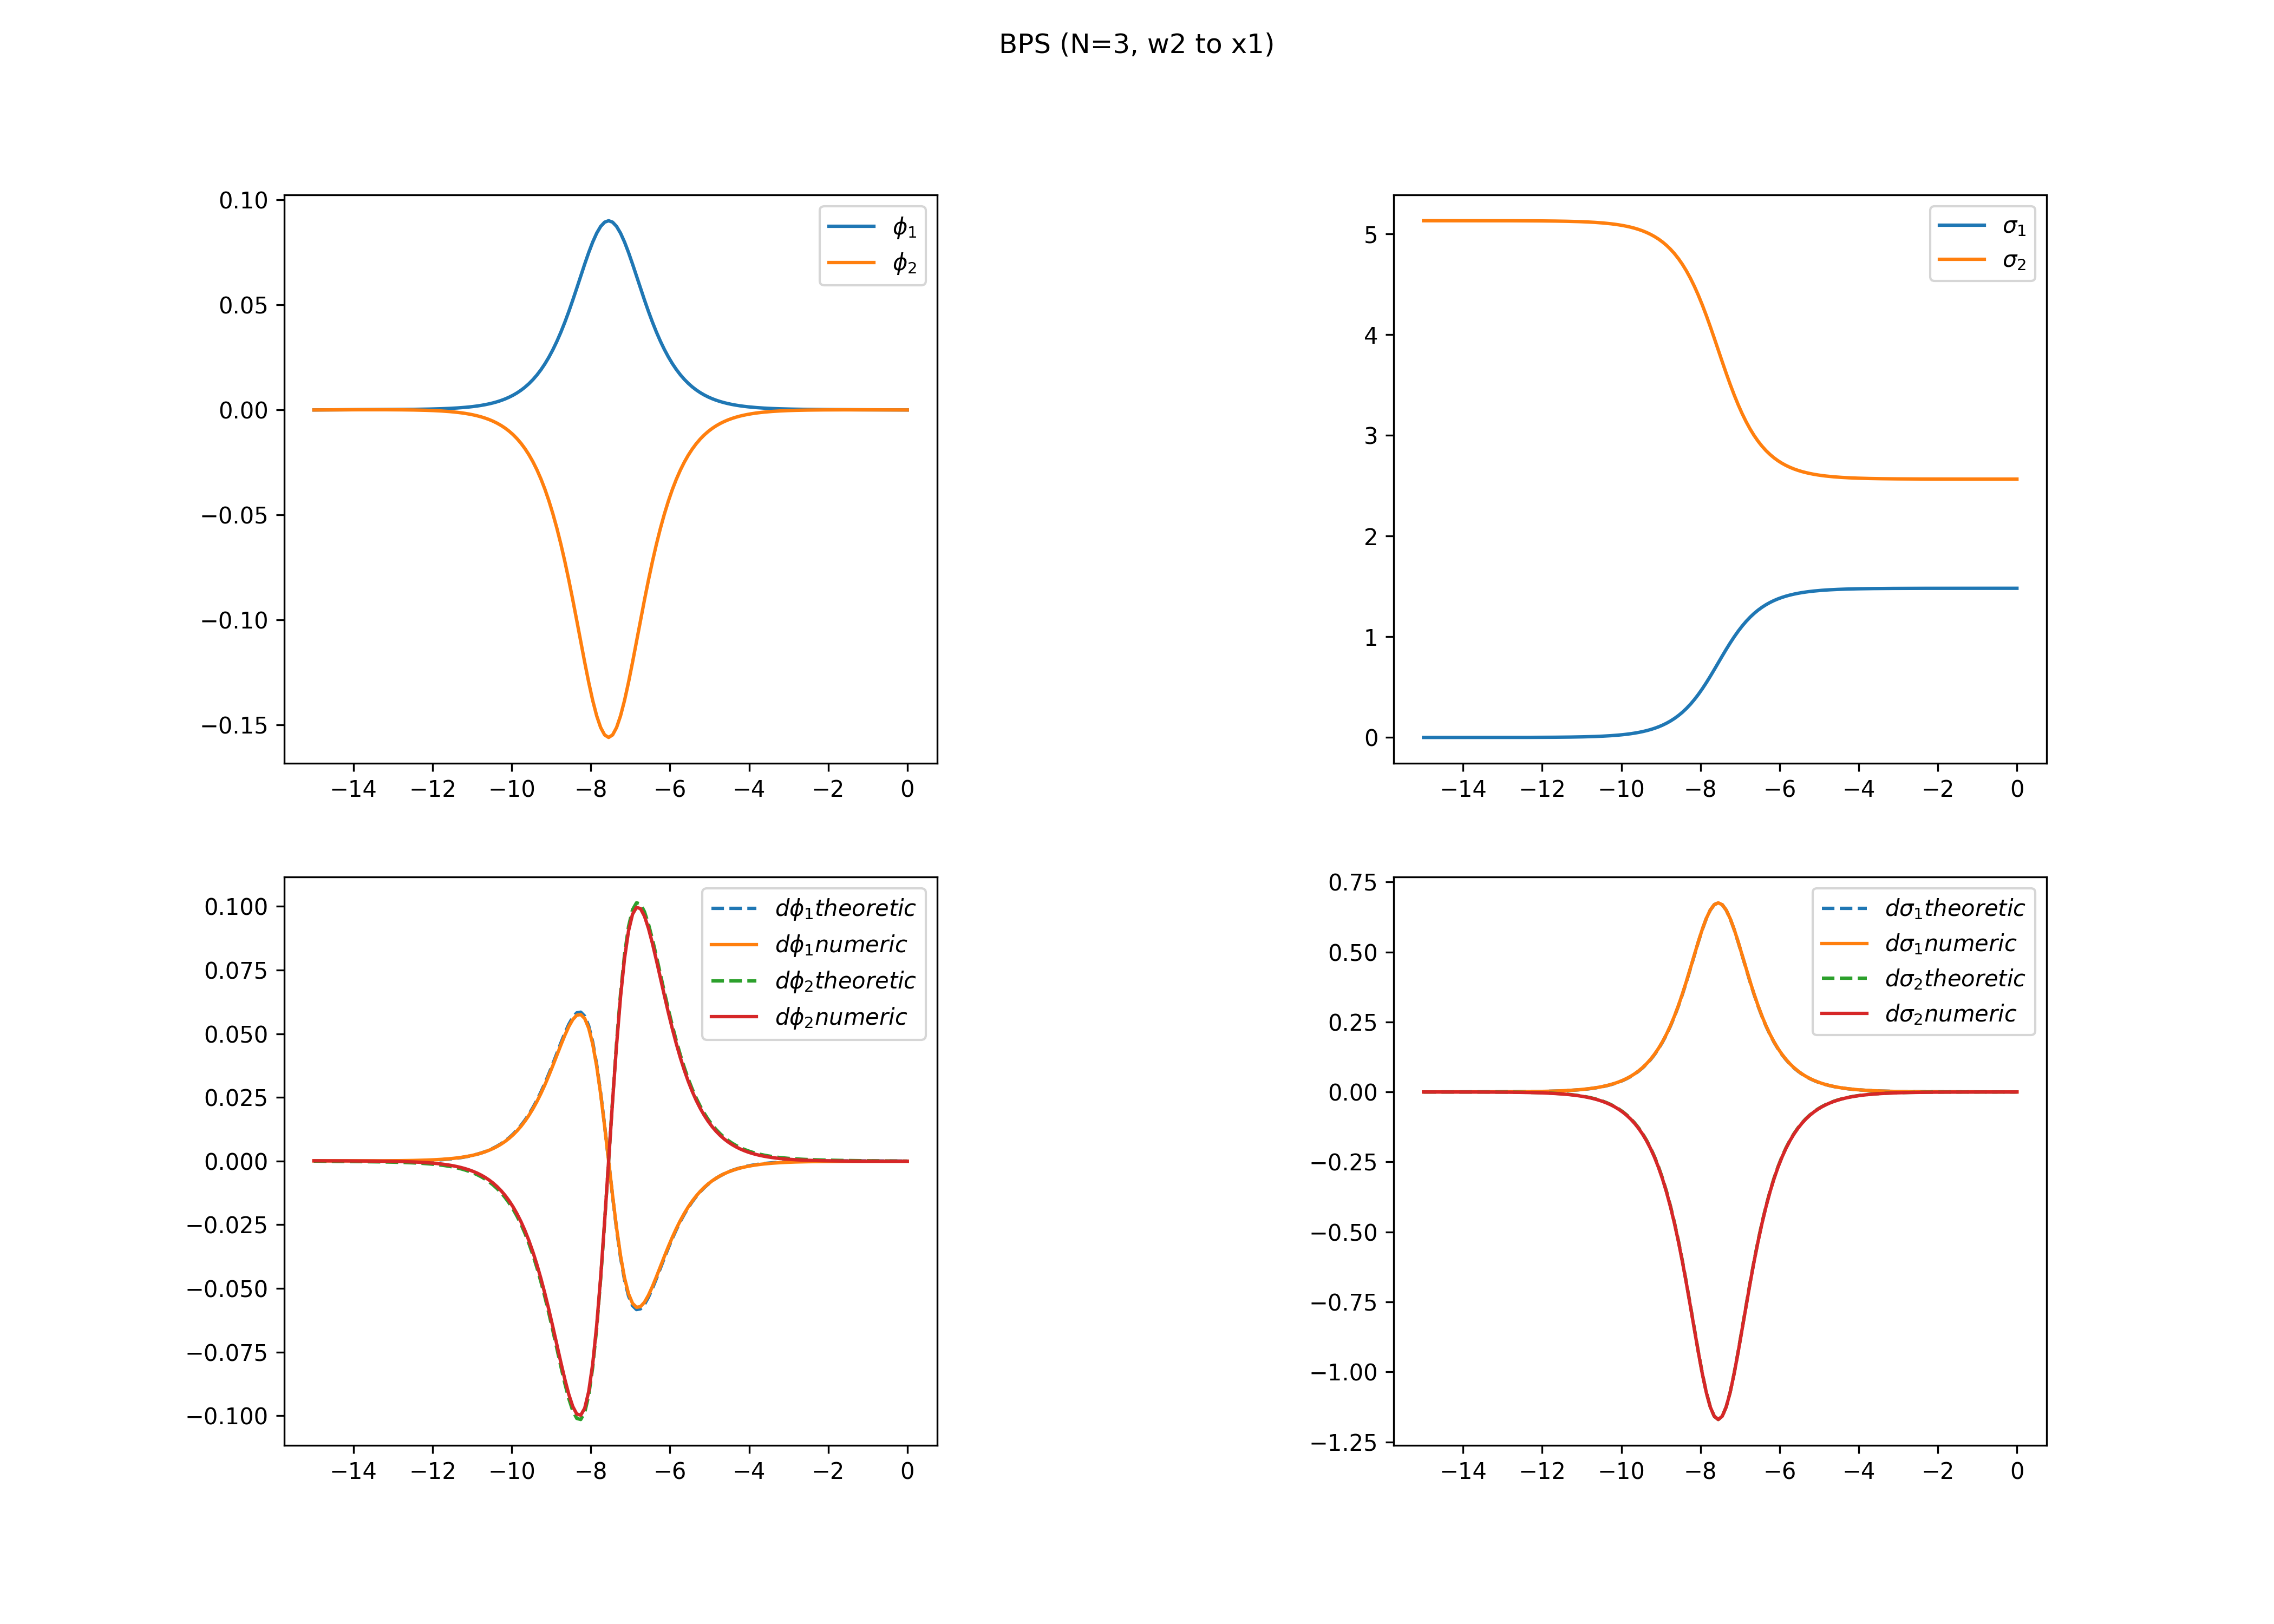 BPS (N=3, w2 to x1)
0.10
0.05
0.00
−0.05
−0.10
−0.15
−14 −12 −10 −8 −6 −4 −2 0
ϕ₁
ϕ₂
5
4
3
2
1
0
−14 −12 −10 −8 −6 −4 −2 0
σ₁
σ₂
0.100
0.075
0.050
0.025
0.000
−0.025
−0.050
−0.075
−0.100
−14 −12 −10 −8 −6 −4 −2 0
dϕ₁theoretic
dϕ₁numeric
dϕ₂theoretic
dϕ₂numeric
0.75
0.50
0.25
0.00
−0.25
−0.50
−0.75
−1.00
−1.25
−14 −12 −10 −8 −6 −4 −2 0
dσ₁theoretic
dσ₁numeric
dσ₂theoretic
dσ₂numeric